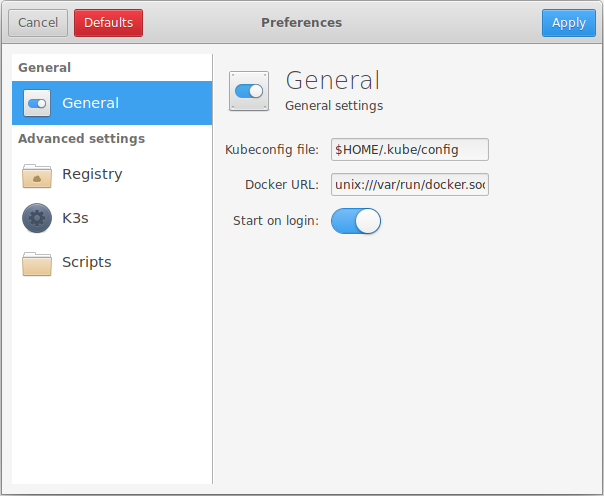 Cancel Defaults Preferences Apply
General
General
Advanced settings
Registry
K3s
Scripts
General
General settings
Kubeconfig file: $HOME/.kube/config
Docker URL: unix:///var/run/docker.soc
Start on login: